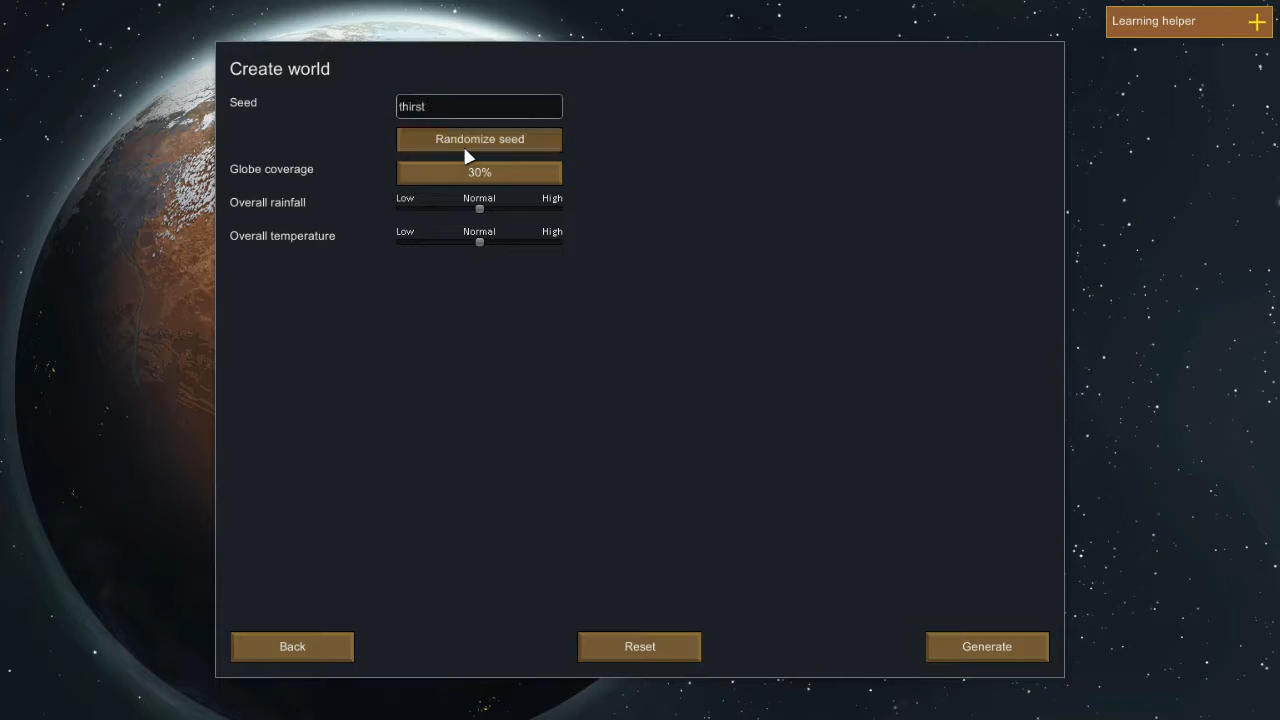 Learning helper
Create world
Seed
thirst
Randomize seed
Globe coverage
30%
Overall rainfall
Low Normal High
Overall temperature
Low Normal High
Back
Reset
Generate